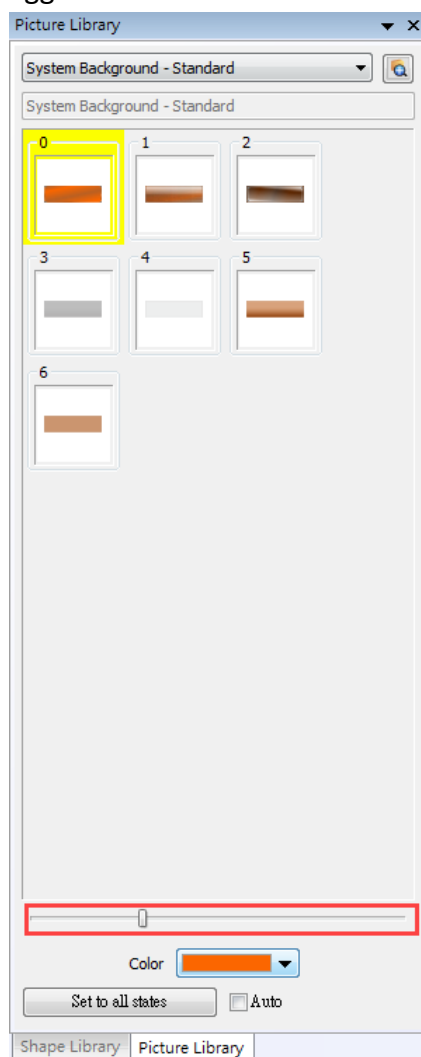 Picture Library
System Background - Standard
System Background - Standard
0 1 2
3 4 5
6
Color
Set to all states Auto
Shape Library Picture Library